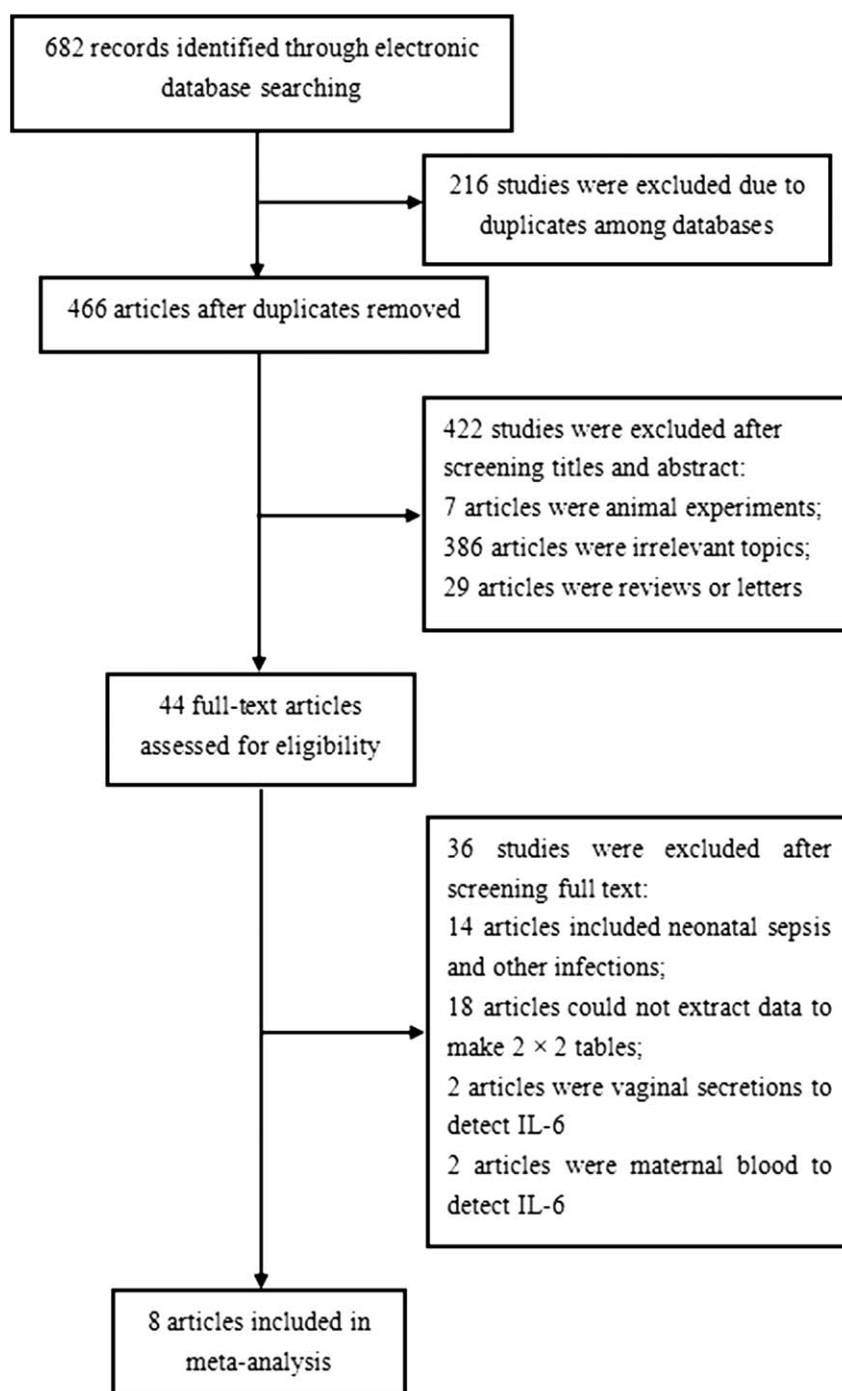 682 records identified through electronic
database searching
216 studies were excluded due to
duplicates among databases
466 articles after duplicates removed
422 studies were excluded after
screening titles and abstract:
7 articles were animal experiments;
386 articles were irrelevant topics;
29 articles were reviews or letters
44 full-text articles
assessed for eligibility
36 studies were excluded after
screening full text:
14 articles included neonatal sepsis
and other infections;
18 articles could not extract data to
make 2 × 2 tables;
2 articles were vaginal secretions to
detect IL-6
2 articles were maternal blood to
detect IL-6
8 articles included in
meta-analysis